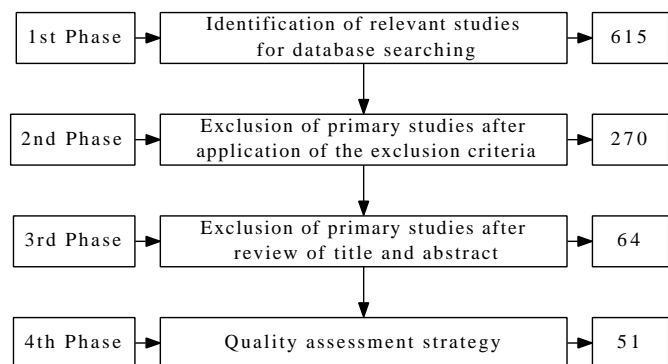 1st Phase
Identification of relevant studies
for database searching
615
2nd Phase
Exclusion of primary studies after
application of the exclusion criteria
270
3rd Phase
Exclusion of primary studies after
review of title and abstract
64
4th Phase
Quality assessment strategy
51